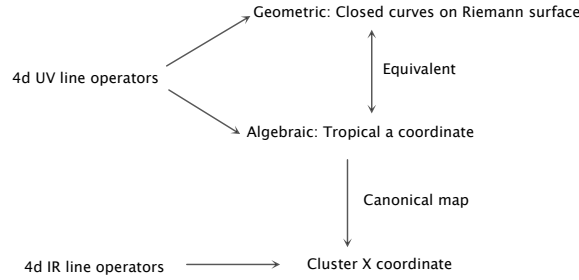 Geometric: Closed curves on Riemann surface
Equivalent
4d UV line operators
Algebraic: Tropical a coordinate
Canonical map
4d IR line operators
Cluster X coordinate